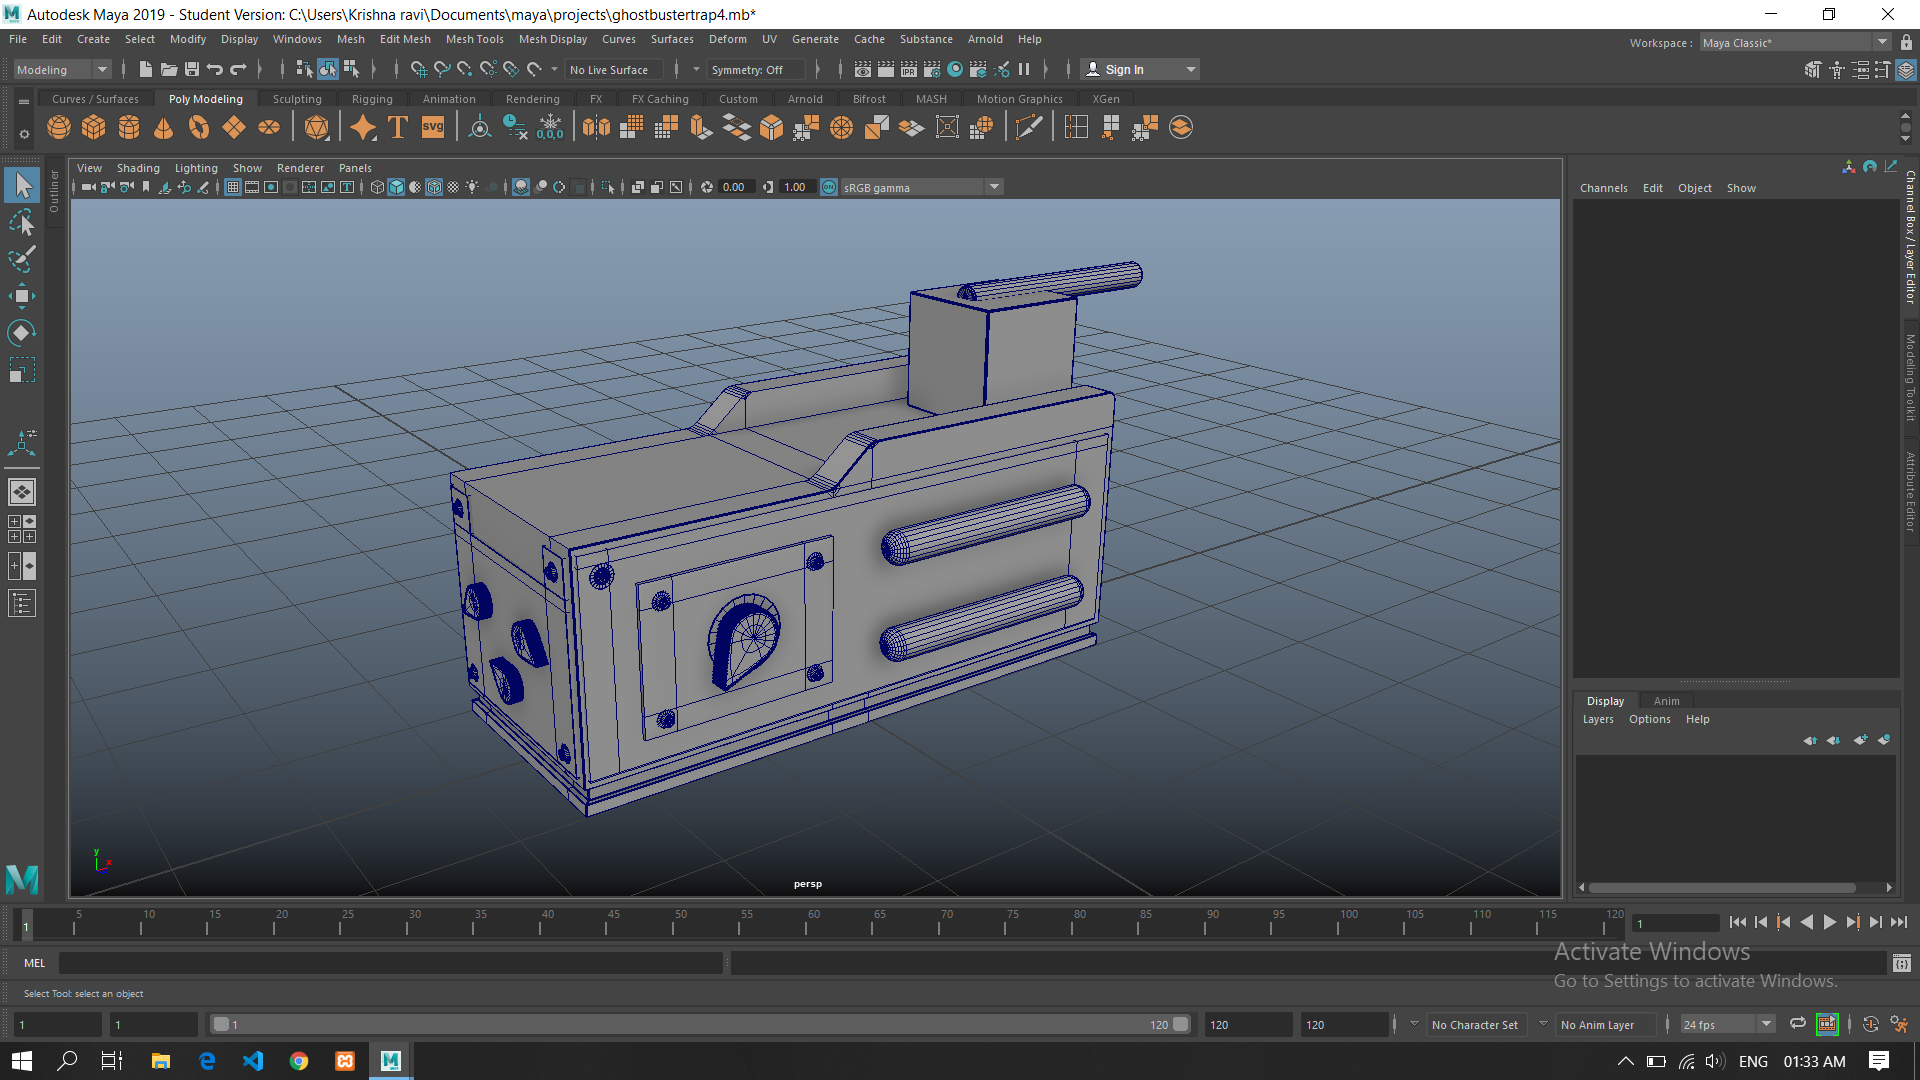 Autodesk Maya 2019 - Student Version: C:\Users\Krishna ravi\Documents\maya\projects\ghostbustertrap4.mb*
File Edit Create Select Modify Display Windows Mesh Edit Mesh Mesh Tools Mesh Display Curves Surfaces Deform UV Generate Cache Substance Arnold Help
Workspace : Maya Classic*
Modeling No Live Surface Symmetry: Off Sign In
Curves / Surfaces Poly Modeling Sculpting Rigging Animation Rendering FX FX Caching Custom Arnold Bifrost MASH Motion Graphics XGen
T SVG 0,0,0
Outliner
View Shading Lighting Show Renderer Panels
0.00 1.00 ON sRGB gamma
Channels Edit Object Show
Channel Box / Layer Editor
Modeling Toolkit
Attribute Editor
y
x
persp
Display Anim
Layers Options Help
1 5 10 15 20 25 30 35 40 45 50 55 60 65 70 75 80 85 90 95 100 105 110 115 120
1
MEL
Activate Windows
Go to Settings to activate Windows.
Select Tool: select an object
1 1 1 120 120 120 No Character Set No Anim Layer 24 fps
ENG 01:33 AM